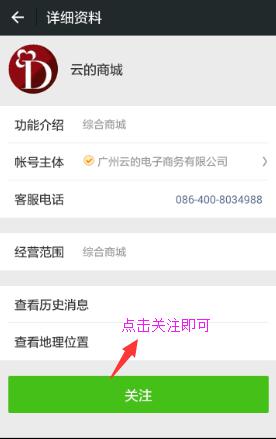 详细资料
D
云的商城
功能介绍 综合商城
帐号主体 广州云的电子商务有限公司
客服电话 086-400-8034988
经营范围 综合商城
查看历史消息
点击关注即可
查看地理位置
关注